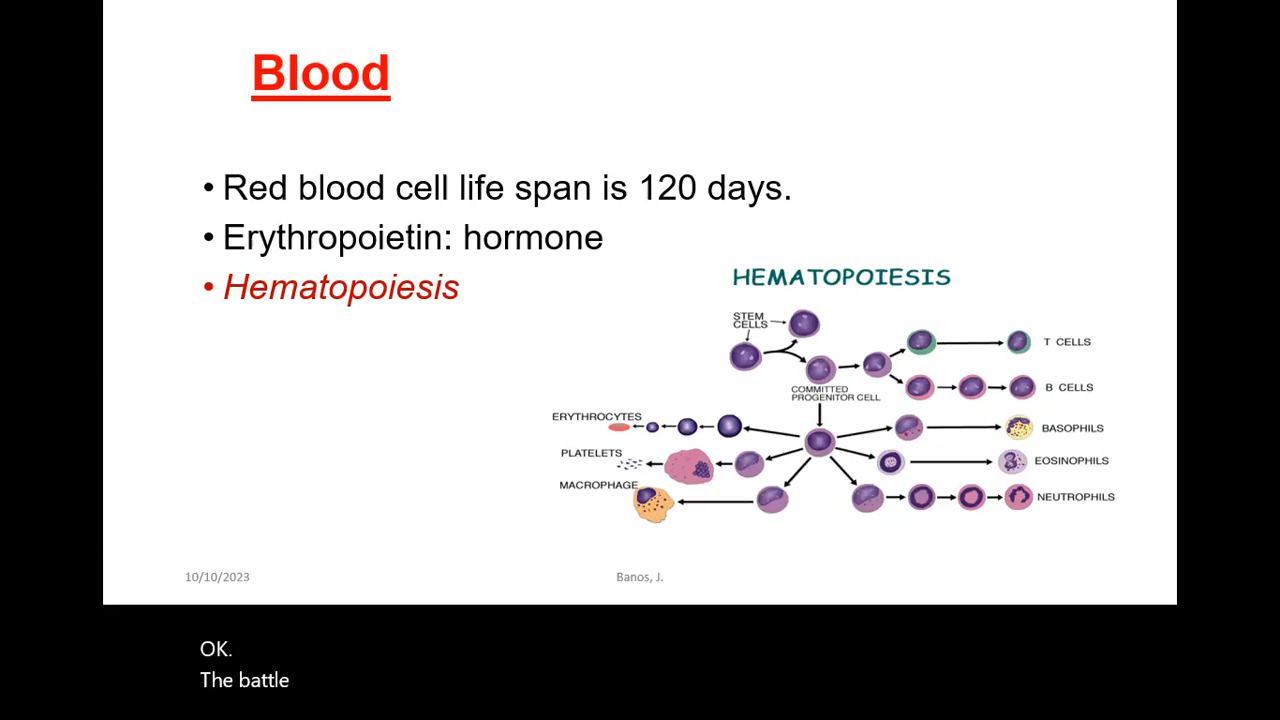 Blood
• Red blood cell life span is 120 days.
• Erythropoietin: hormone
• Hematopoiesis
HEMATOPOIESIS
STEM
CELLS
T CELLS
B CELLS
COMMITTED
PROGENITOR CELL
ERYTHROCYTES
BASOPHILS
PLATELETS
EOSINOPHILS
MACROPHAGE
NEUTROPHILS
10/10/2023
Banos, J.
OK.
The battle